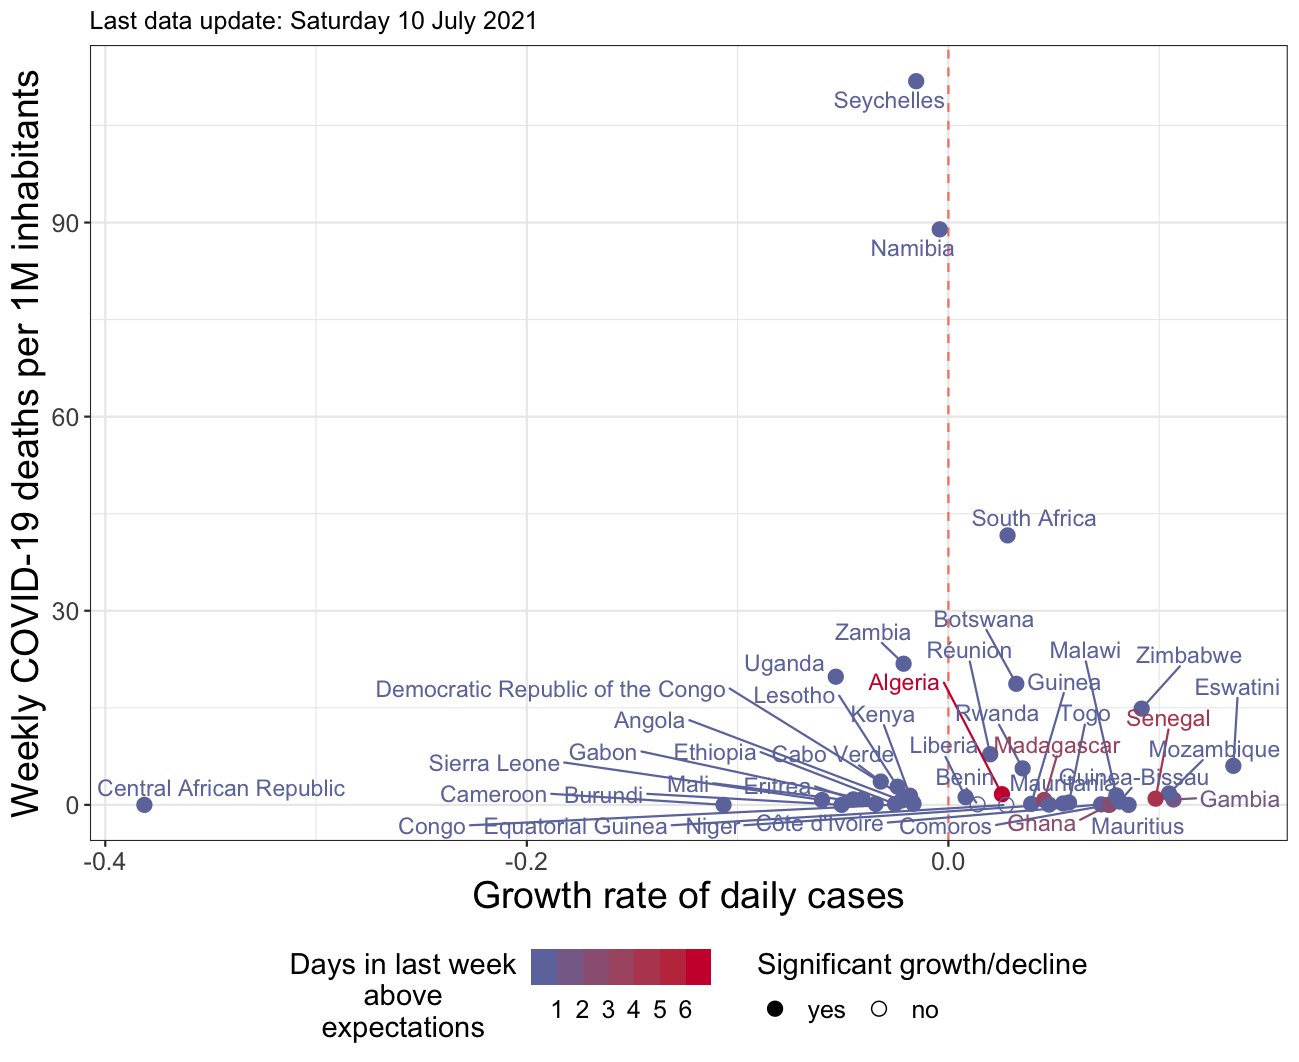 Last data update: Saturday 10 July 2021
Weekly COVID-19 deaths per 1M inhabitants
90
60
30
0
Seychelles
Namibia
South Africa
Botswana
Zambia
Réunion
Malawi
Zimbabwe
Uganda
Algeria
Guinea
Eswatini
Democratic Republic of the Congo
Lesotho
Angola
Kenya
Rwanda
Togo
Senegal
Gabon
Ethiopia
Cabo Verde
Liberia
Madagascar
Mozambique
Sierra Leone
Benin
Mauritania
Guinea-Bissau
Central African Republic
Cameroon
Burundi
Mali
Eritrea
Gambia
Congo
Equatorial Guinea
Niger
Côte d'Ivoire
Comoros
Ghana
Mauritius
-0.4
-0.2
0.0
Growth rate of daily cases
Days in last week
above
expectations
1 2 3 4 5 6
Significant growth/decline
yes
no